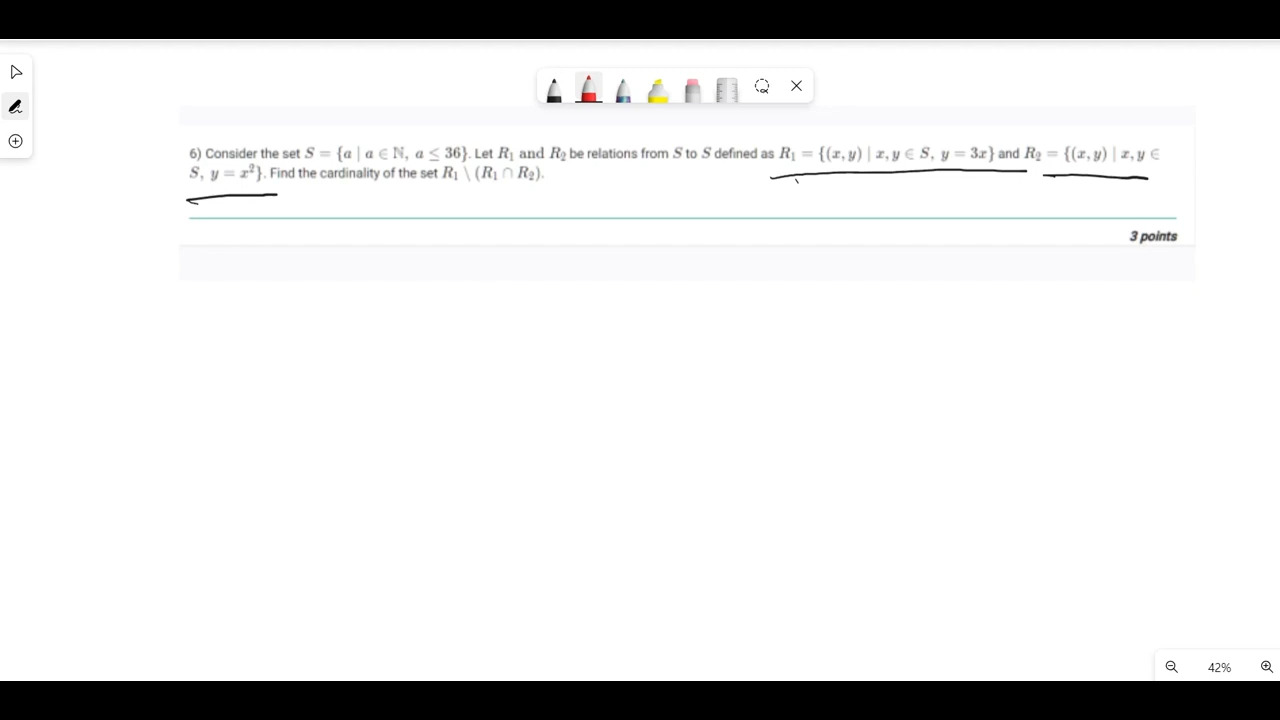 6) Consider the set S = {a | a ∈ ℕ, a ≤ 36}. Let R₁ and R₂ be relations from S to S defined as R₁ = {(x, y) | x, y ∈ S, y = 3x} and R₂ = {(x, y) | x, y ∈
S, y = x²}. Find the cardinality of the set R₁ \ (R₁ ∩ R₂).
3 points
42%